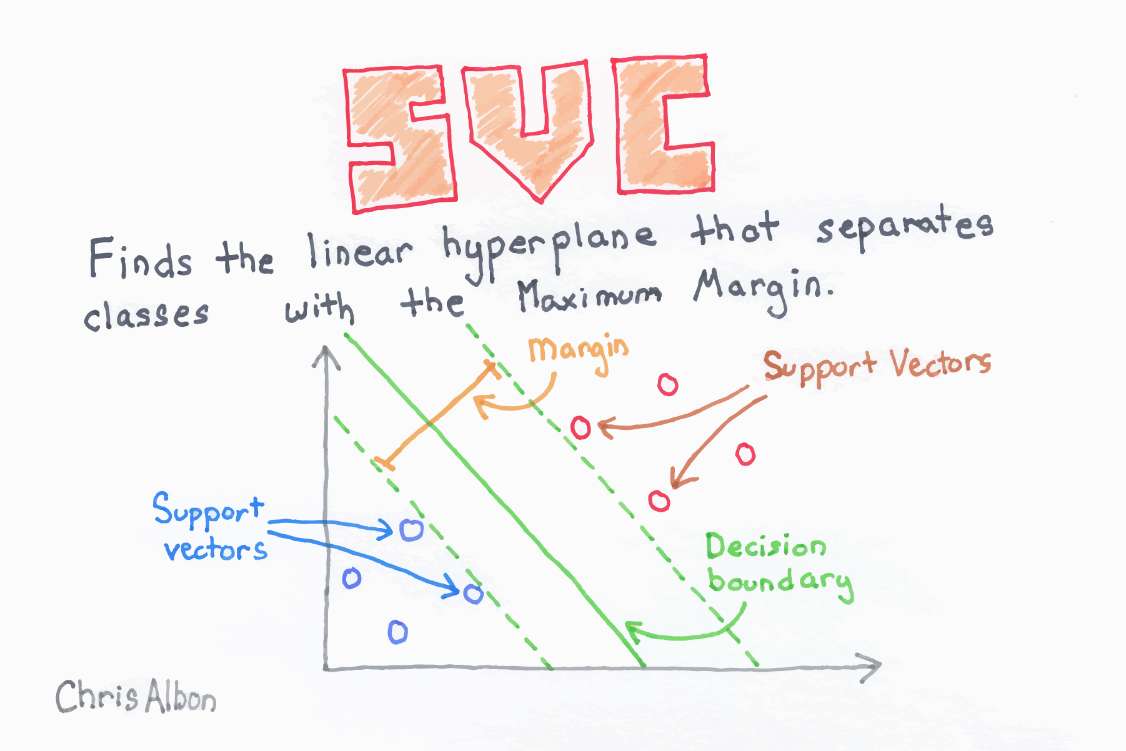 SVC
Finds the linear hyperplane that separates
classes with the Maximum Margin.
Margin
Support Vectors
Support
vectors
Decision
boundary
Chris Albon